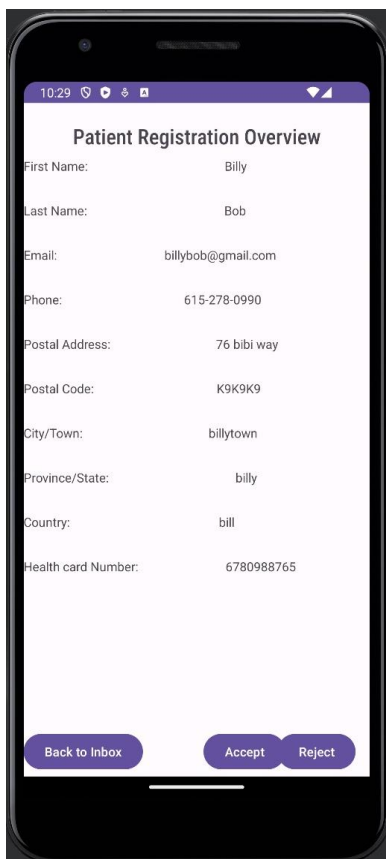 10:29
Patient Registration Overview
First Name: Billy
Last Name: Bob
Email: billybob@gmail.com
Phone: 615-278-0990
Postal Address: 76 bibi way
Postal Code: K9K9K9
City/Town: billytown
Province/State: billy
Country: bill
Health card Number: 6780988765
Back to Inbox Accept Reject